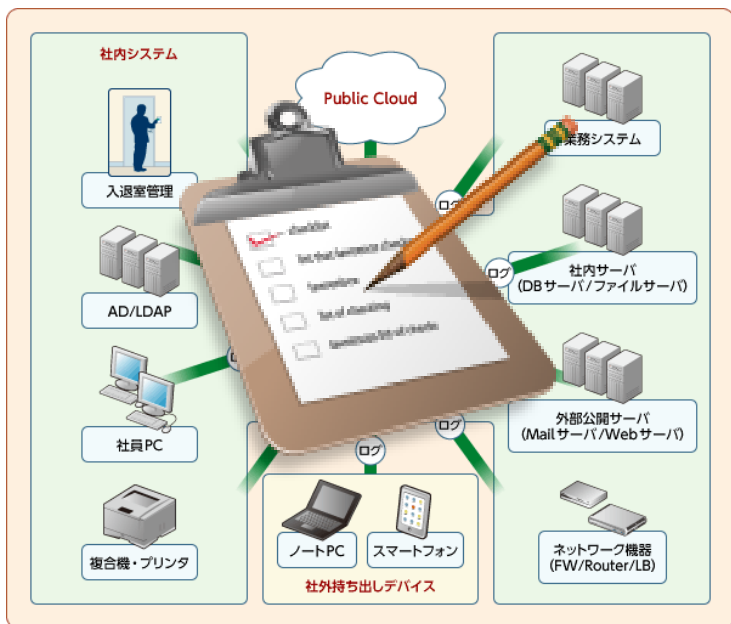 社内システム
Public Cloud
入退室管理
業務システム
ログ
AD/LDAP
ログ
社内サーバ
(DBサーバ/ファイルサーバ)
checklist
list of checking
社員PC
外部公開サーバ
(Mailサーバ/Webサーバ)
ログ
ログ
複合機・プリンタ
ノートPC
スマートフォン
ネットワーク機器
(FW/Router/LB)
社外持ち出しデバイス